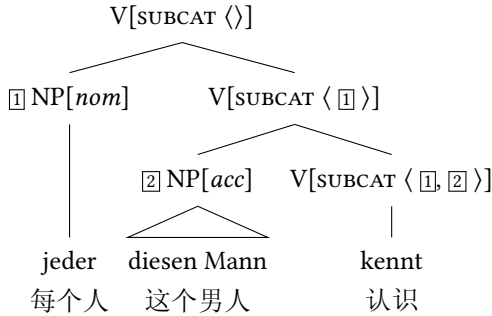 V[SUBCAT ⟨⟩]
1 NP[nom] V[SUBCAT ⟨ 1 ⟩]
2 NP[acc] V[SUBCAT ⟨ 1, 2 ⟩]
jeder diesen Mann kennt
每个人 这个男人 认识